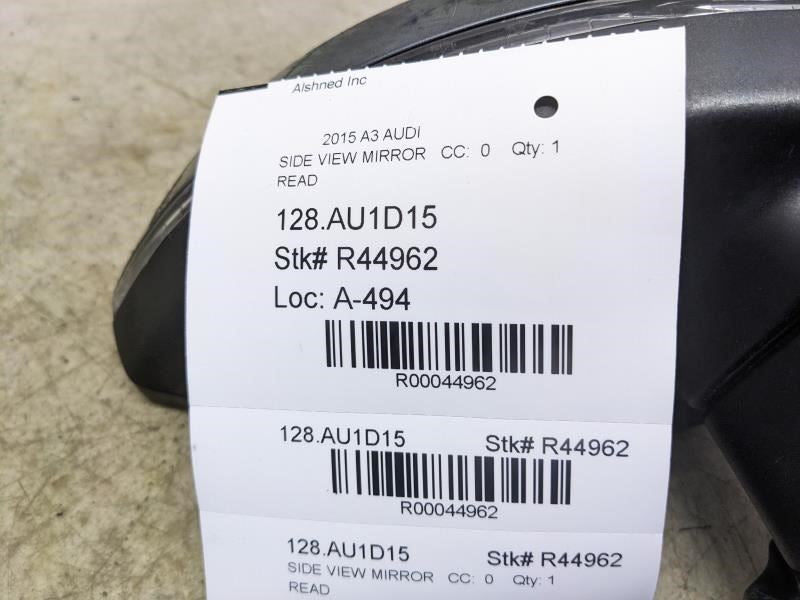 Alshned Inc
2015 A3 AUDI
SIDE VIEW MIRROR CC: 0 Qty: 1
READ
128.AU1D15
Stk# R44962
Loc: A-494
R00044962
128.AU1D15 Stk# R44962
R00044962
128.AU1D15 Stk# R44962
SIDE VIEW MIRROR CC: 0 Qty: 1
READ